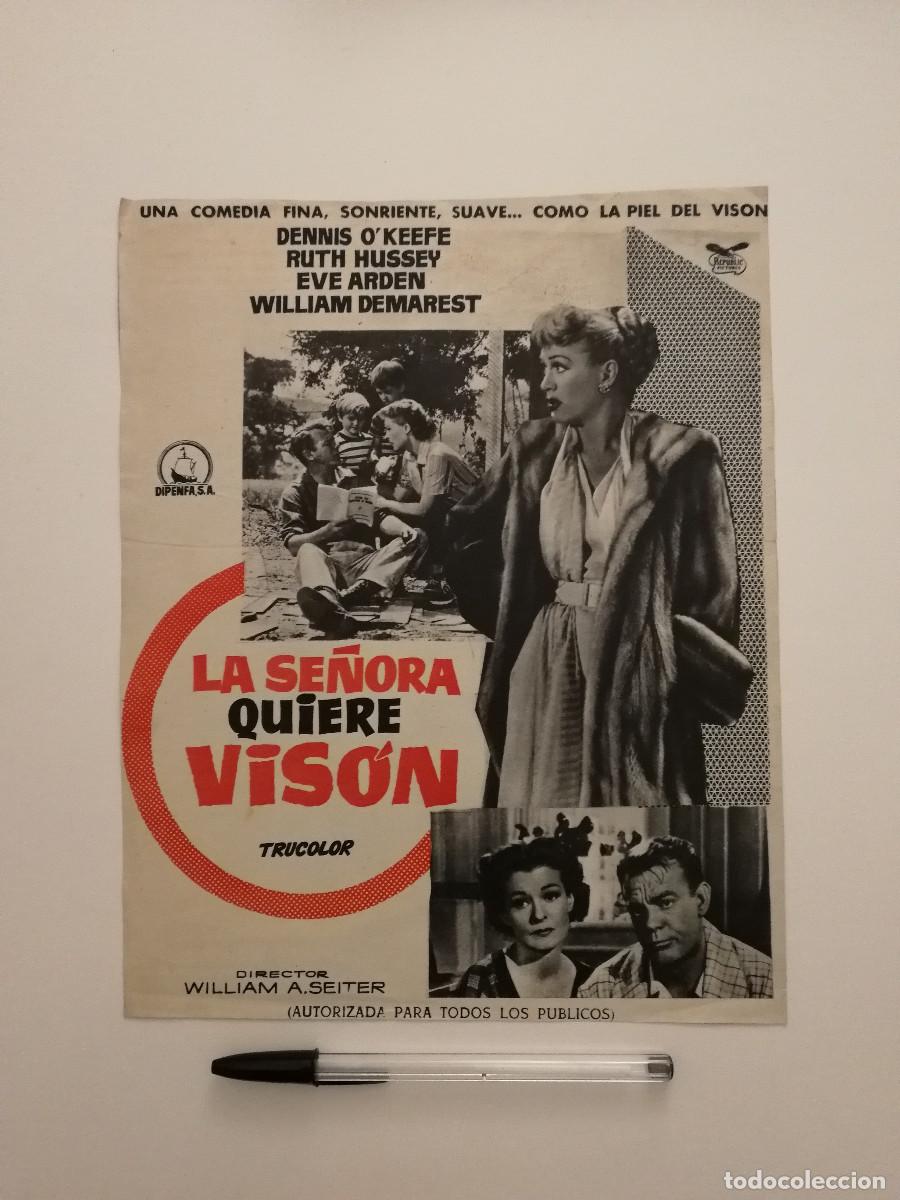 UNA COMEDIA FINA, SONRIENTE, SUAVE... COMO LA PIEL DEL VISON
DENNIS O'KEEFE
RUTH HUSSEY
EVE ARDEN
WILLIAM DEMAREST
REPUBLIC
PICTURES
DIPENFA, S.A.
LA SEÑORA
QUIERE
VISÓN
TRUCOLOR
DIRECTOR
WILLIAM A. SEITER
(AUTORIZADA PARA TODOS LOS PUBLICOS)
todocoleccion